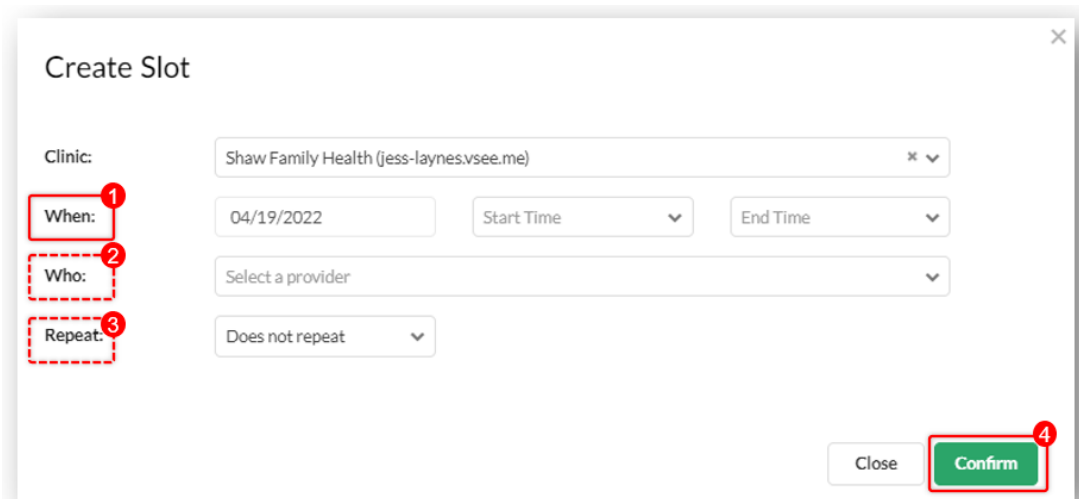 ×
Create Slot
Clinic: Shaw Family Health (jess-laynes.vsee.me) ×
1
When: 04/19/2022 Start Time End Time
2
Who: Select a provider
3
Repeat: Does not repeat
4
Close Confirm